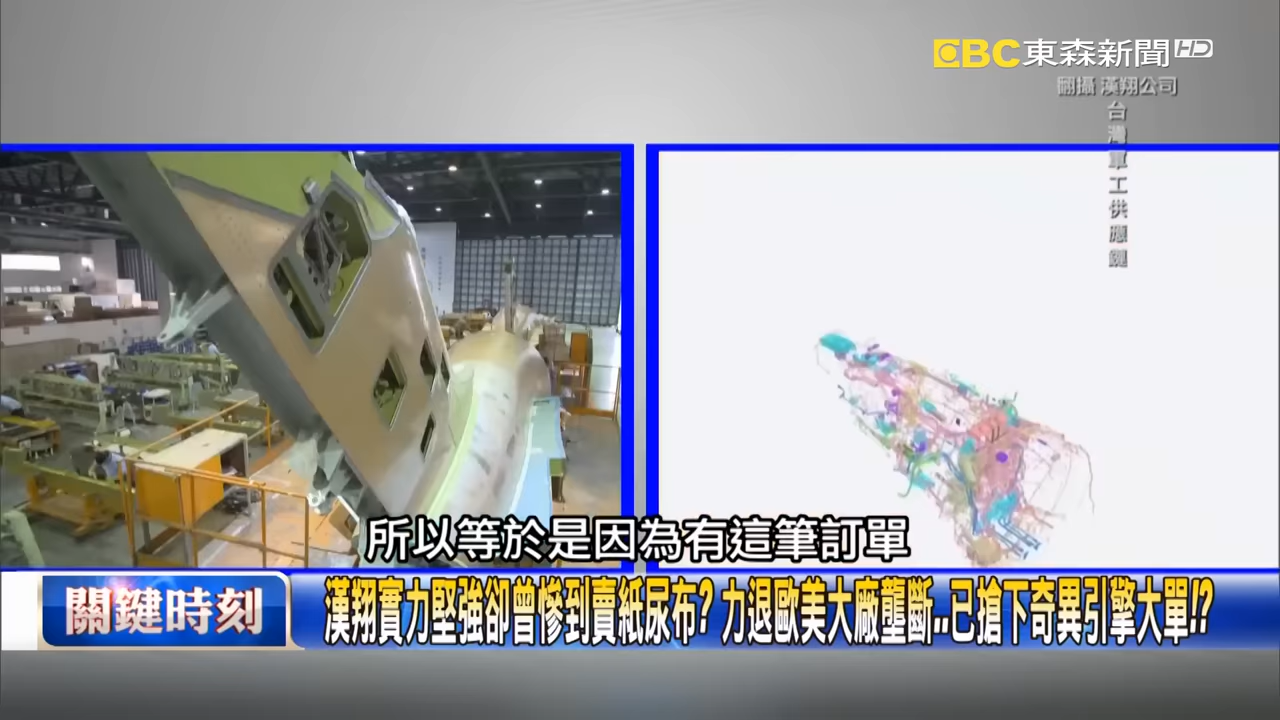 EBC東森新聞HD
翻攝 漢翔公司
台灣軍工供應鏈
所以等於是因為有這筆訂單
關鍵時刻
漢翔實力堅強卻曾慘到賣紙尿布? 力退歐美大廠壟斷..已搶下奇異引擎大單!?